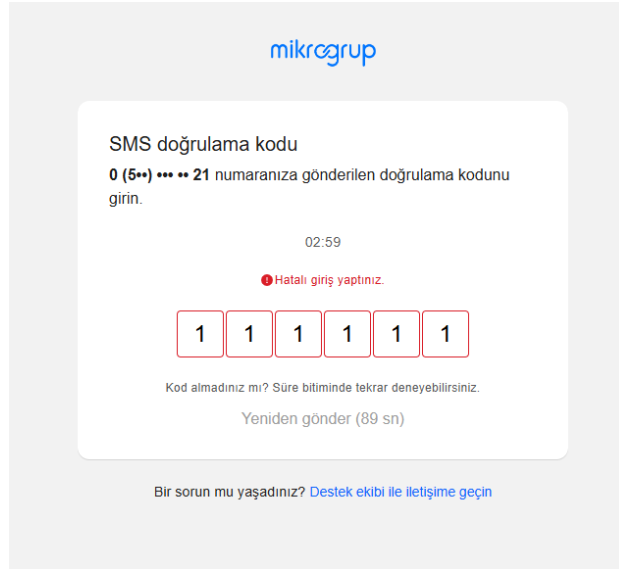 mikrogrup
SMS doğrulama kodu
0 (5••) ••• •• 21 numaranıza gönderilen doğrulama kodunu
girin.
02:59
Hatalı giriş yaptınız.
1 1 1 1 1 1
Kod almadınız mı? Süre bitiminde tekrar deneyebilirsiniz.
Yeniden gönder (89 sn)
Bir sorun mu yaşadınız? Destek ekibi ile iletişime geçin